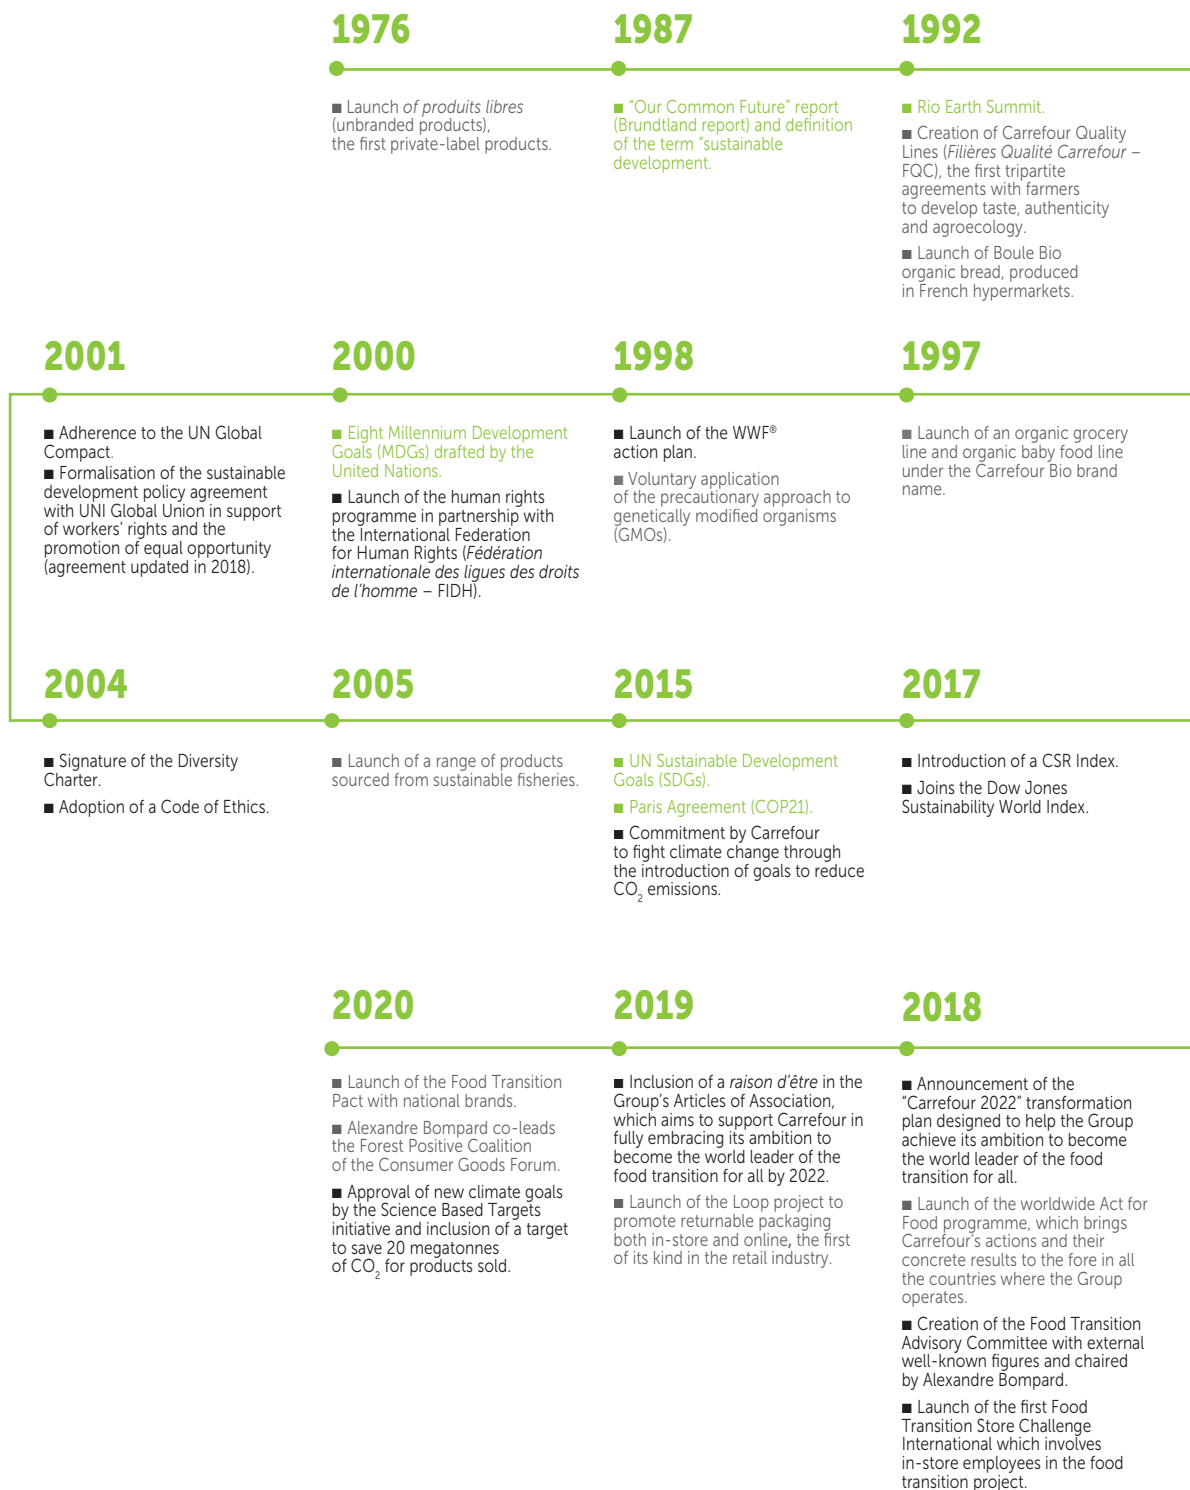 1976
■ Launch of produits libres
(unbranded products),
the first private-label products.
1987
■ “Our Common Future” report
(Brundtland report) and definition
of the term “sustainable
development.
1992
■ Rio Earth Summit.
■ Creation of Carrefour Quality
Lines (Filières Qualité Carrefour –
FQC), the first tripartite
agreements with farmers
to develop taste, authenticity
and agroecology.
■ Launch of Boule Bio
organic bread, produced
in French hypermarkets.
2001
■ Adherence to the UN Global
Compact.
■ Formalisation of the sustainable
development policy agreement
with UNI Global Union in support
of workers’ rights and the
promotion of equal opportunity
(agreement updated in 2018).
2000
■ Eight Millennium Development
Goals (MDGs) drafted by the
United Nations.
■ Launch of the human rights
programme in partnership with
the International Federation
for Human Rights (Fédération
internationale des ligues des droits
de l’homme – FIDH).
1998
■ Launch of the WWF®
action plan.
■ Voluntary application
of the precautionary approach to
genetically modified organisms
(GMOs).
1997
■ Launch of an organic grocery
line and organic baby food line
under the Carrefour Bio brand
name.
2004
■ Signature of the Diversity
Charter.
■ Adoption of a Code of Ethics.
2005
■ Launch of a range of products
sourced from sustainable fisheries.
2015
■ UN Sustainable Development
Goals (SDGs).
■ Paris Agreement (COP21).
■ Commitment by Carrefour
to fight climate change through
the introduction of goals to reduce
CO₂ emissions.
2017
■ Introduction of a CSR Index.
■ Joins the Dow Jones
Sustainability World Index.
2020
■ Launch of the Food Transition
Pact with national brands.
■ Alexandre Bompard co-leads
the Forest Positive Coalition
of the Consumer Goods Forum.
■ Approval of new climate goals
by the Science Based Targets
initiative and inclusion of a target
to save 20 megatonnes
of CO₂ for products sold.
2019
■ Inclusion of a raison d’être in the
Group’s Articles of Association,
which aims to support Carrefour in
fully embracing its ambition to
become the world leader of the
food transition for all by 2022.
■ Launch of the Loop project to
promote returnable packaging
both in-store and online, the first
of its kind in the retail industry.
2018
■ Announcement of the
“Carrefour 2022” transformation
plan designed to help the Group
achieve its ambition to become
the world leader of the food
transition for all.
■ Launch of the worldwide Act for
Food programme, which brings
Carrefour’s actions and their
concrete results to the fore in all
the countries where the Group
operates.
■ Creation of the Food Transition
Advisory Committee with external
well-known figures and chaired
by Alexandre Bompard.
■ Launch of the first Food
Transition Store Challenge
International which involves
in-store employees in the food
transition project.